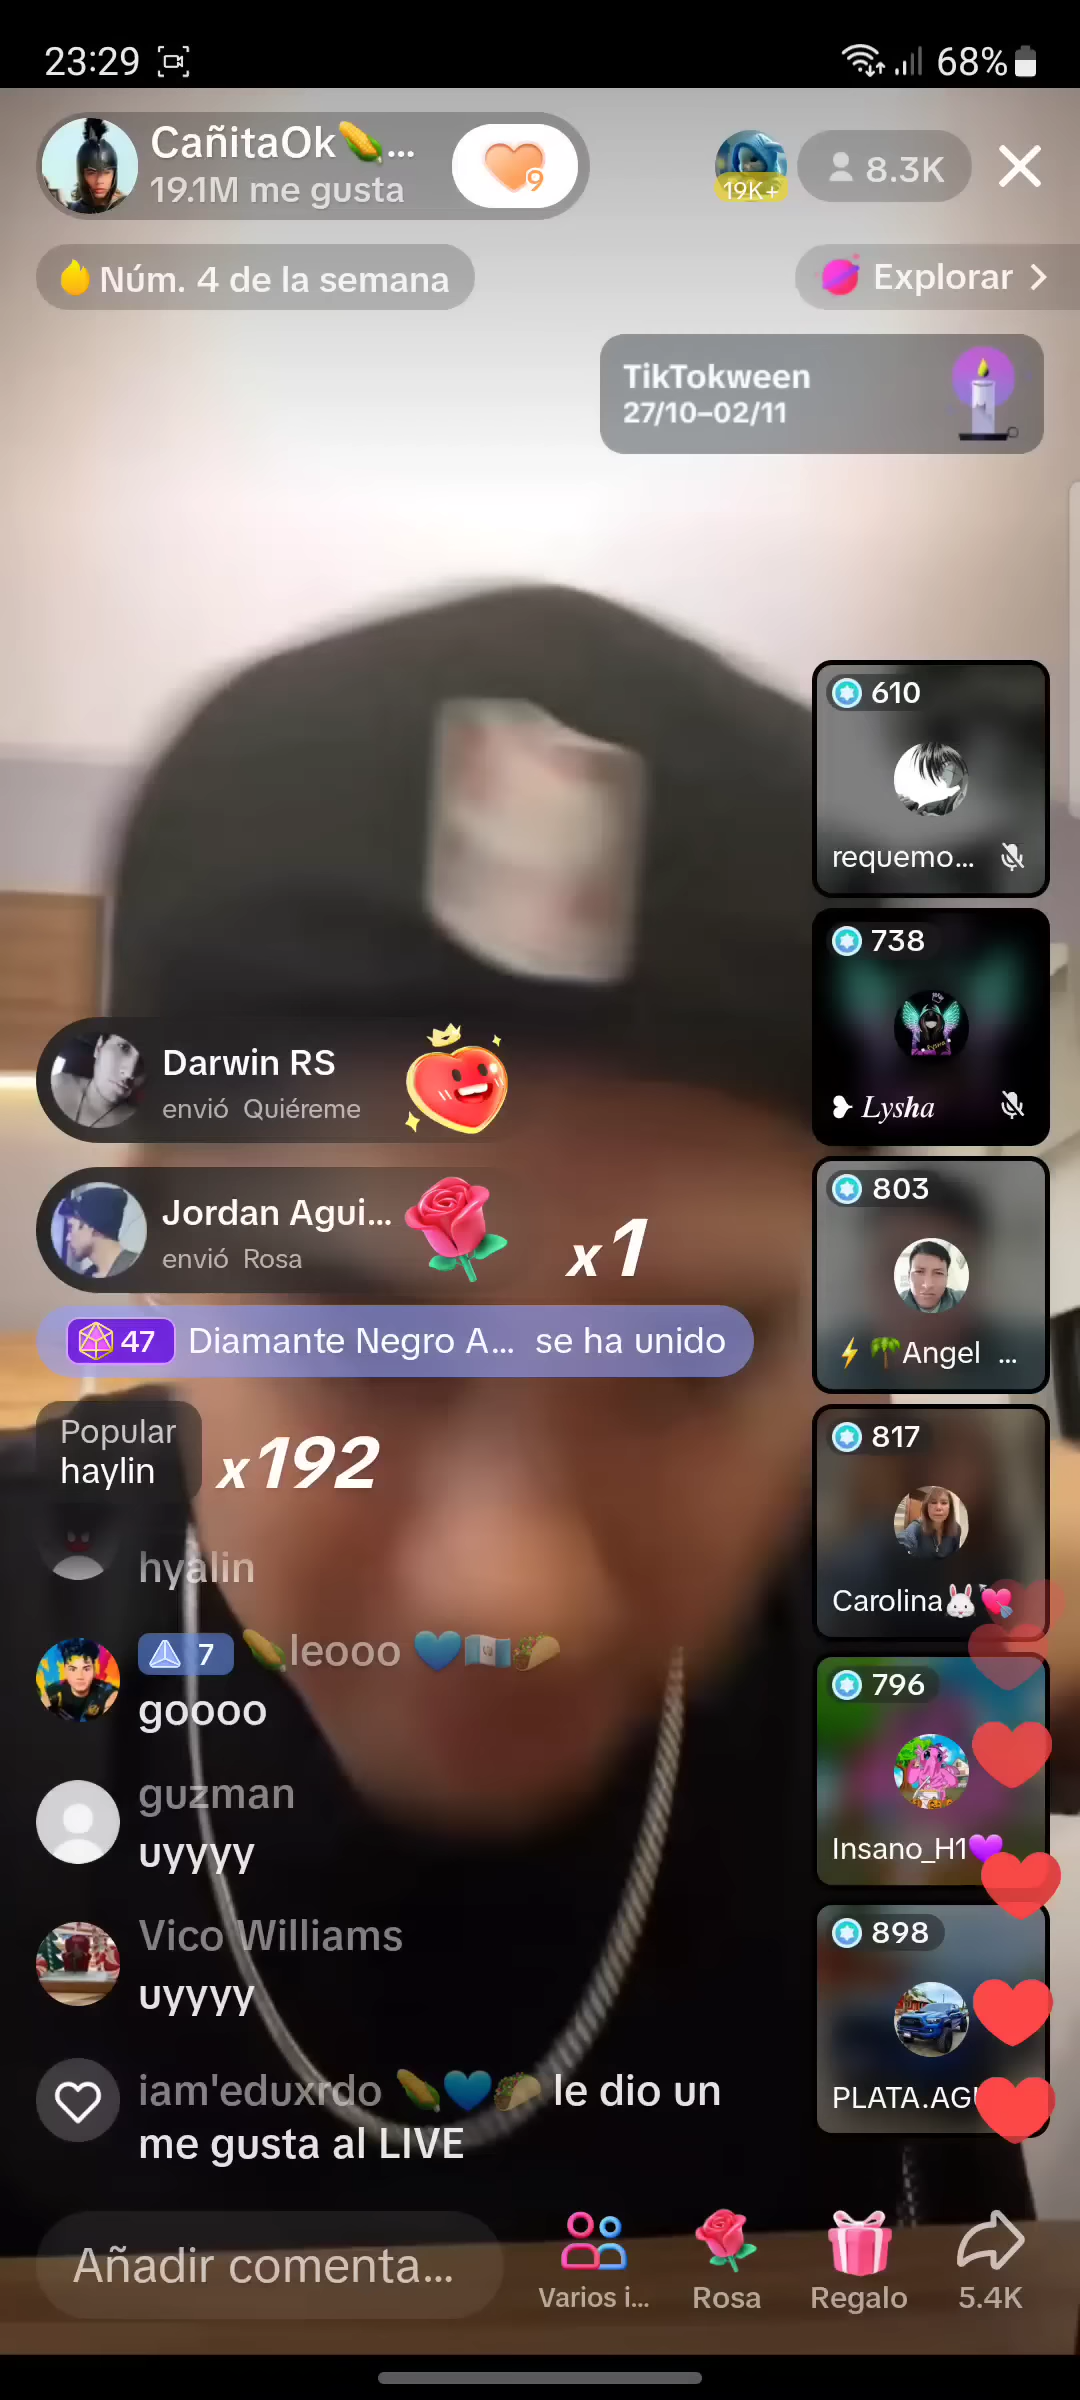 23:29
68%
CañitaOk🌽...
19.1M me gusta
9
19K+
8.3K
Núm. 4 de la semana
Explorar >
TikTokween
27/10–02/11
610
requemo...
738
❥ Lysha
803
⚡🌴Angel ...
817
Carolina🐰💘
796
Insano_H1💜
898
PLATA.AG
Darwin RS
envió Quiéreme
Jordan Agui...
envió Rosa
x1
47 Diamante Negro A... se ha unido
Popular
haylin
x192
hyalin
7 🌽leooo 💙🇬🇹🌮
goooo
guzman
uyyyy
Vico Williams
uyyyy
iam'eduxrdo 🌽💙🌮 le dio un
me gusta al LIVE
Añadir comenta...
Varios i...
Rosa
Regalo
5.4K